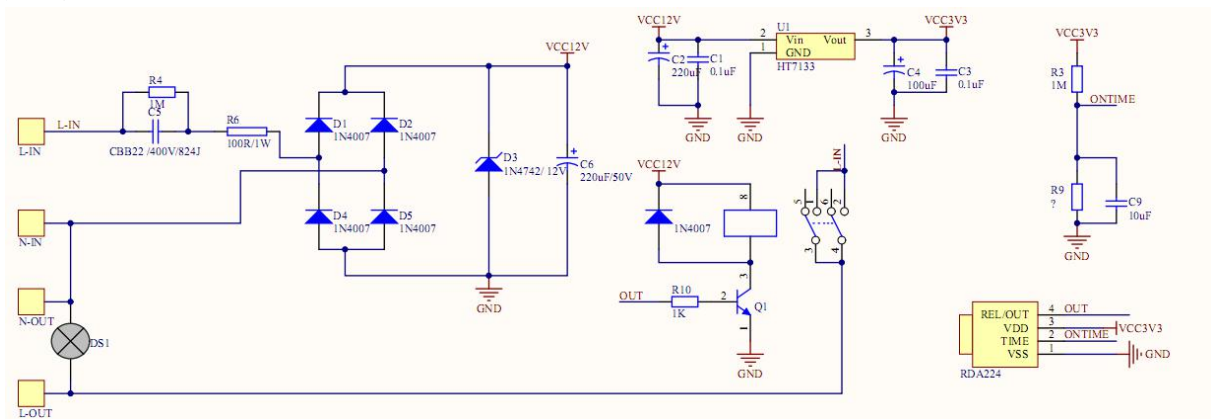 L-IN
L-IN
R4
1M
C5
CBB22 /400V/824J
R6
100R/1W
N-IN
N-OUT
DS1
L-OUT
D1
1N4007
D2
1N4007
D4
1N4007
D5
1N4007
D3
1N4742/ 12V
VCC12V
C6
220uF/50V
GND
VCC12V
C2
220uF
C1
0.1uF
GND
2
1
U1
Vin Vout
GND
HT7133
3
GND
VCC3V3
C4
100uF
C3
0.1uF
GND
VCC12V
1N4007
8
OUT
R10
1K
2
3
Q1
1
GND
L-IN
5
1
6
2
3
4
VCC3V3
R3
1M
ONTIME
R9
?
C9
10uF
GND
REL/OUT 4 OUT
VDD 3 VCC3V3
TIME 2 ONTIME
VSS 1 GND
RDA224